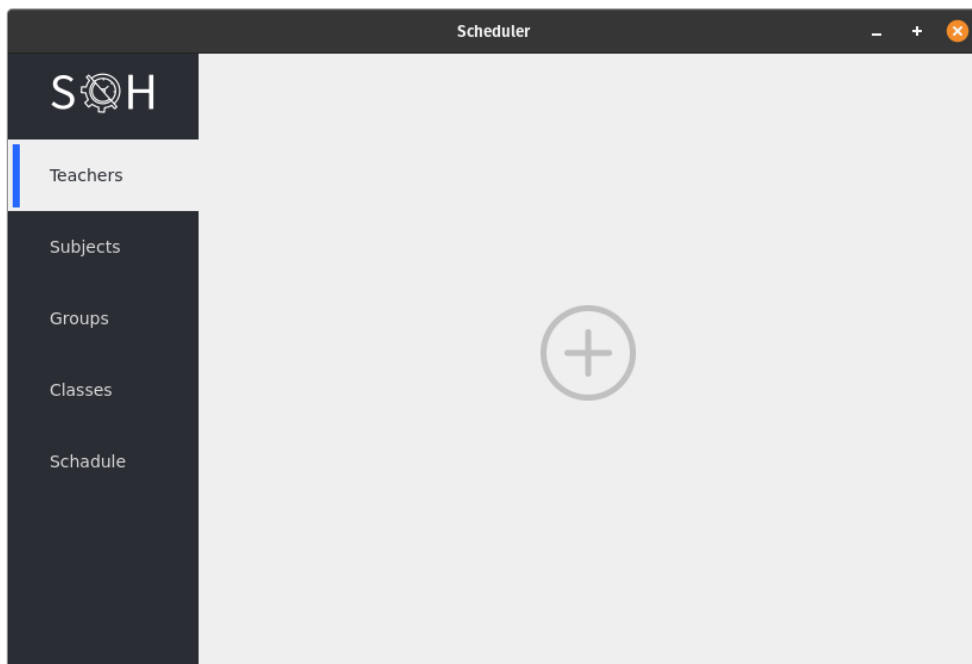 Scheduler
S H
Teachers
Subjects
Groups
Classes
Schadule